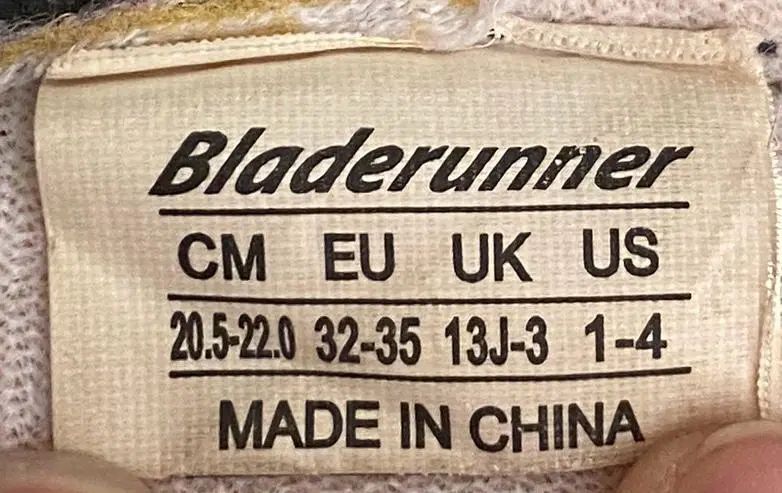 Bladerunner
CM EU UK US
20.5-22.0 32-35 13J-3 1-4
MADE IN CHINA